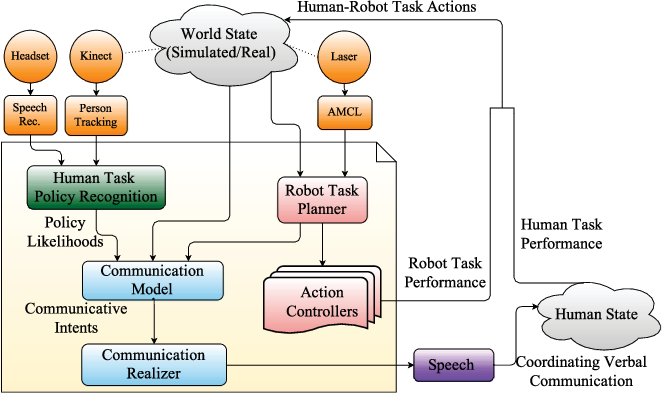 Human-Robot Task Actions
World State
(Simulated/Real)
Headset
Kinect
Laser
Speech
Rec.
Person
Tracking
AMCL
Human Task
Policy Recognition
Robot Task
Planner
Policy
Likelihoods
Human Task
Performance
Robot Task
Performance
Communication
Model
Action
Controllers
Communicative
Intents
Human State
Communication
Realizer
Speech
Coordinating Verbal
Communication